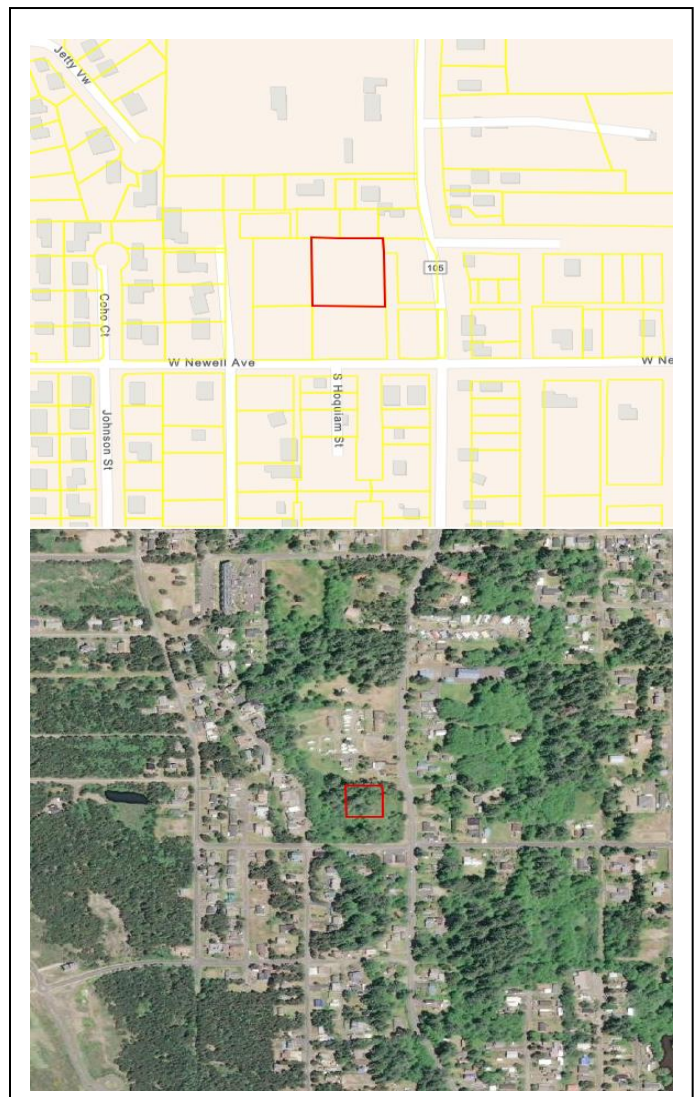 Jetty Vw
105
Coho Ct
W Newell Ave
W Ne
S Hoquiam St
Johnson St